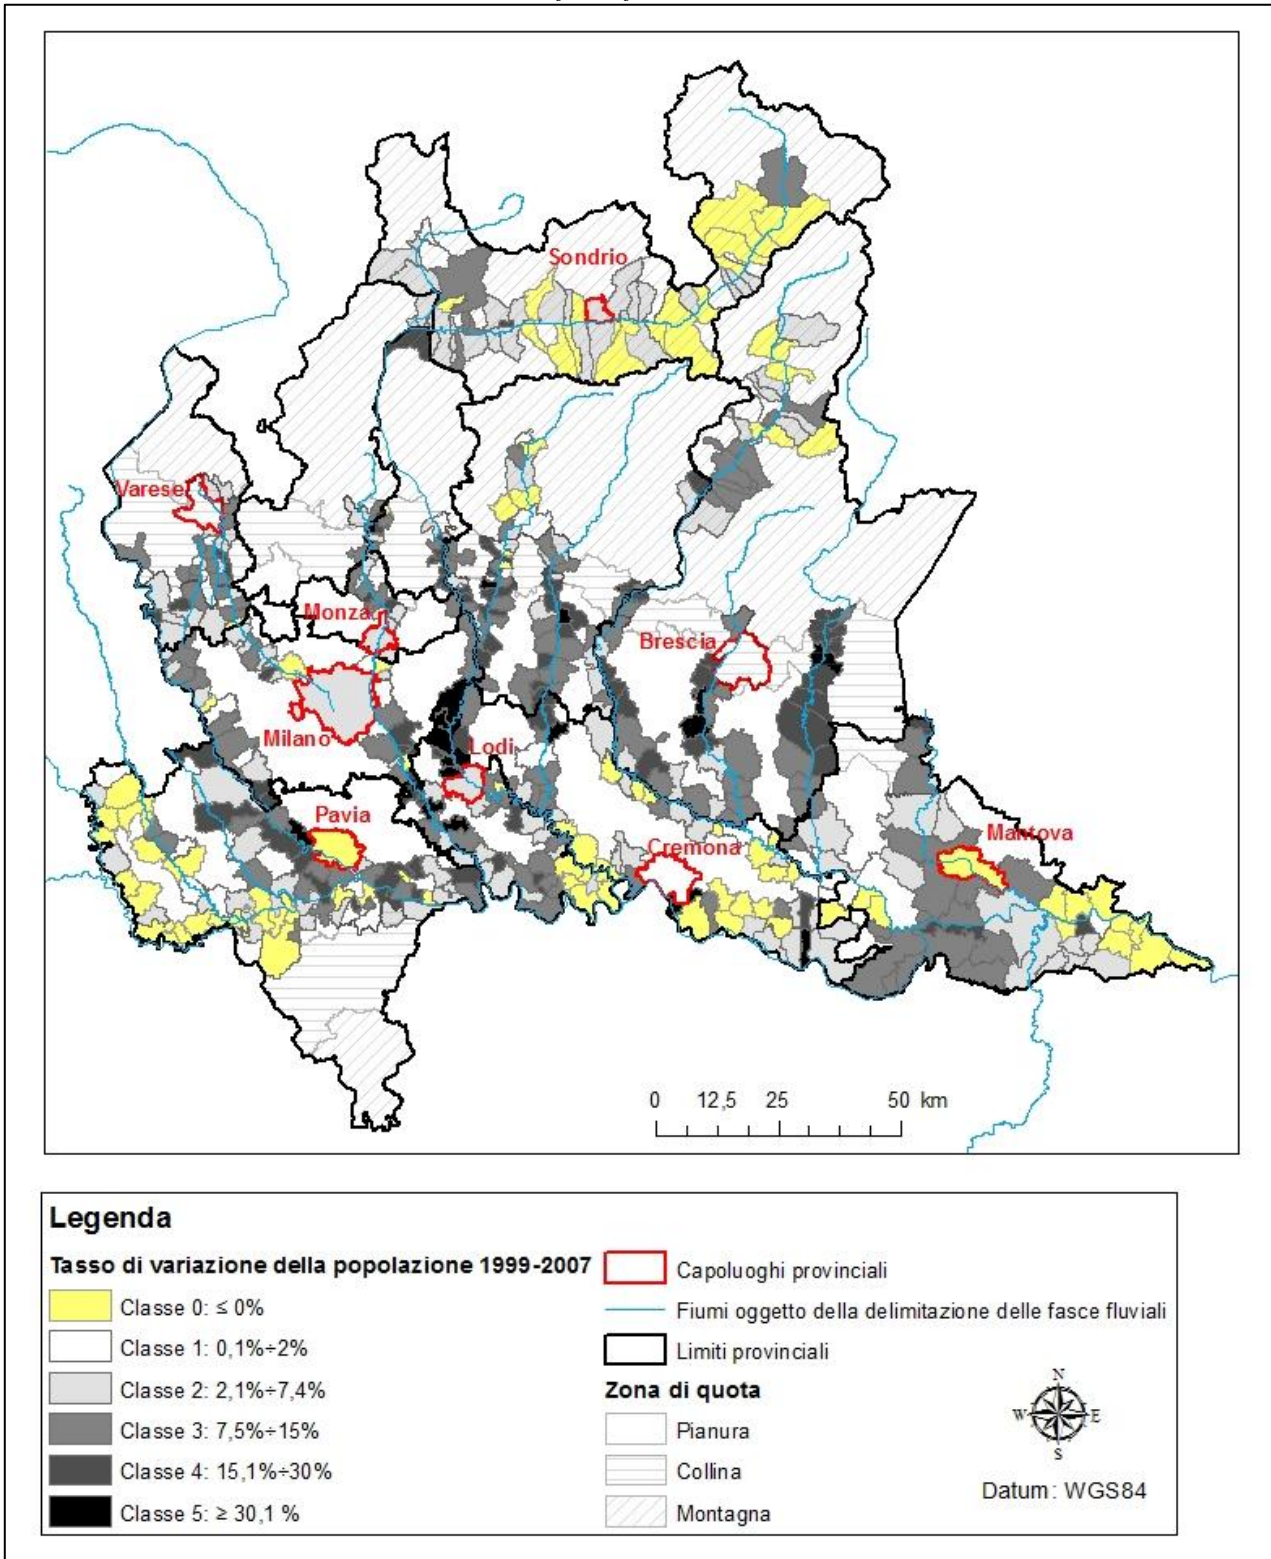 Sondrio
Varese
Monza
Brescia
Milano
Lodi
Pavia
Cremona
Mantova
0 12,5 25 50 km
Legenda
Tasso di variazione della popolazione 1999-2007
Classe 0: ≤ 0%
Classe 1: 0,1%÷2%
Classe 2: 2,1%÷7,4%
Classe 3: 7,5%÷15%
Classe 4: 15,1%÷30%
Classe 5: ≥ 30,1 %
Capoluoghi provinciali
Fiumi oggetto della delimitazione delle fasce fluviali
Limiti provinciali
Zona di quota
Pianura
Collina
Montagna
N
W E
S
Datum: WGS84